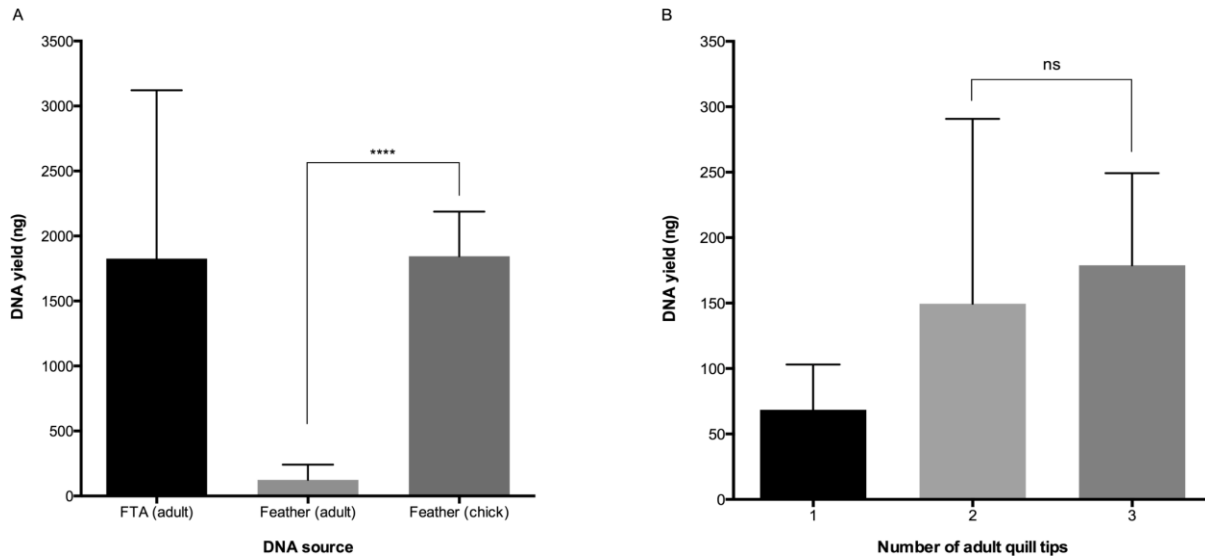 A
DNA yield (ng)
3500
3000
2500
2000
1500
1000
500
0
****
FTA (adult)
Feather (adult)
Feather (chick)
DNA source
B
DNA yield (ng)
350
300
250
200
150
100
50
0
ns
1
2
3
Number of adult quill tips